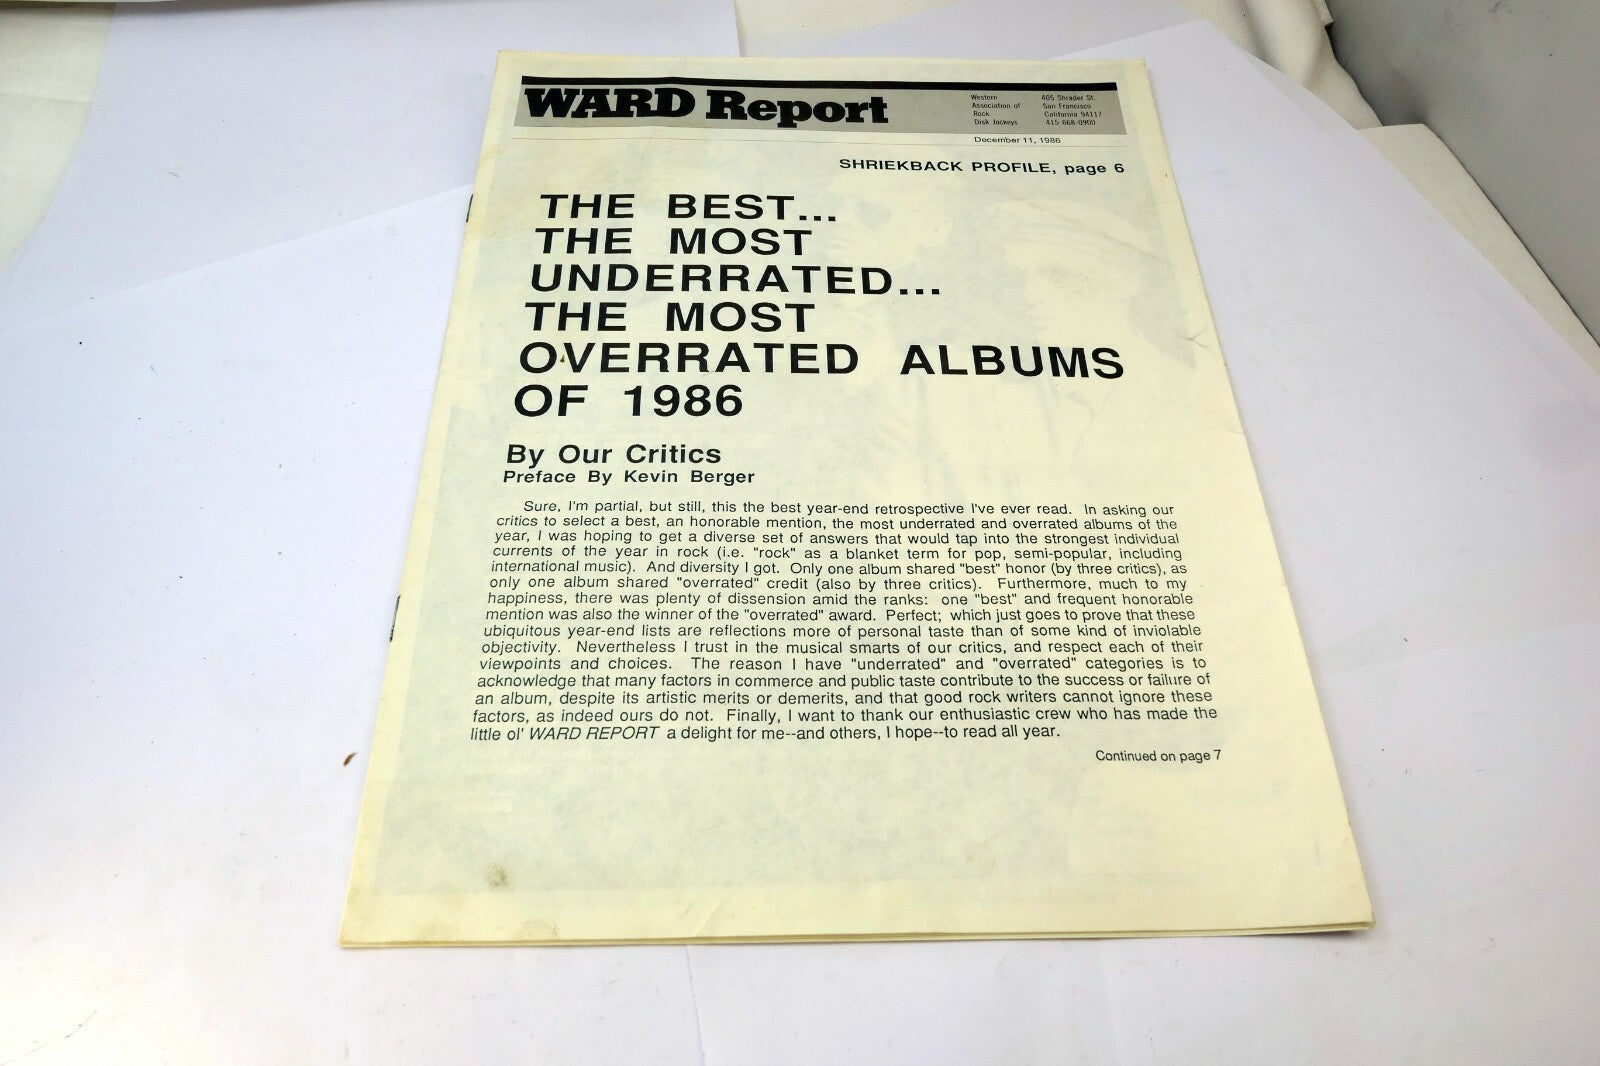 WARD Report
Western
Association of
Rock
Disk Jockeys
405 Shrader St.
San Francisco
California 94117
415 668-0900
December 11, 1986
SHRIEKBACK PROFILE, page 6
THE BEST...
THE MOST
UNDERRATED...
THE MOST
OVERRATED ALBUMS
OF 1986
By Our Critics
Preface By Kevin Berger
Sure, I'm partial, but still, this the best year-end retrospective I've ever read. In asking our
critics to select a best, an honorable mention, the most underrated and overrated albums of the
year, I was hoping to get a diverse set of answers that would tap into the strongest individual
currents of the year in rock (i.e. "rock" as a blanket term for pop, semi-popular, including
international music). And diversity I got. Only one album shared "best" honor (by three critics), as
only one album shared "overrated" credit (also by three critics). Furthermore, much to my
happiness, there was plenty of dissension amid the ranks: one "best" and frequent honorable
mention was also the winner of the "overrated" award. Perfect; which just goes to prove that these
ubiquitous year-end lists are reflections more of personal taste than of some kind of inviolable
objectivity. Nevertheless I trust in the musical smarts of our critics, and respect each of their
viewpoints and choices. The reason I have "underrated" and "overrated" categories is to
acknowledge that many factors in commerce and public taste contribute to the success or failure of
an album, despite its artistic merits or demerits, and that good rock writers cannot ignore these
factors, as indeed ours do not. Finally, I want to thank our enthusiastic crew who has made the
little ol' WARD REPORT a delight for me--and others, I hope--to read all year.
Continued on page 7